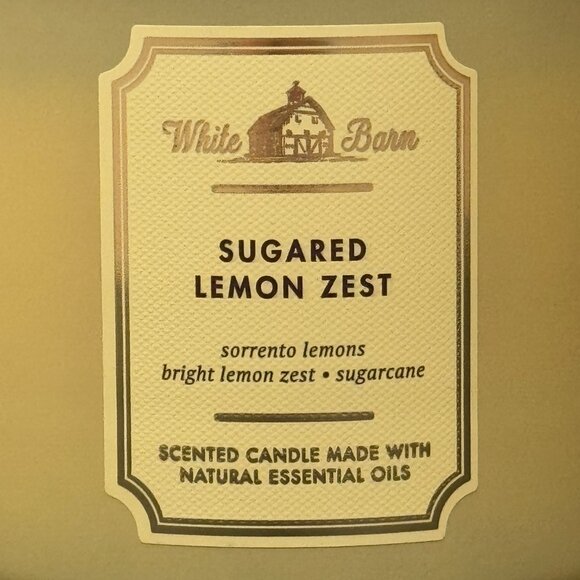 White Barn
SUGARED
LEMON ZEST
sorrento lemons
bright lemon zest • sugarcane
SCENTED CANDLE MADE WITH
NATURAL ESSENTIAL OILS